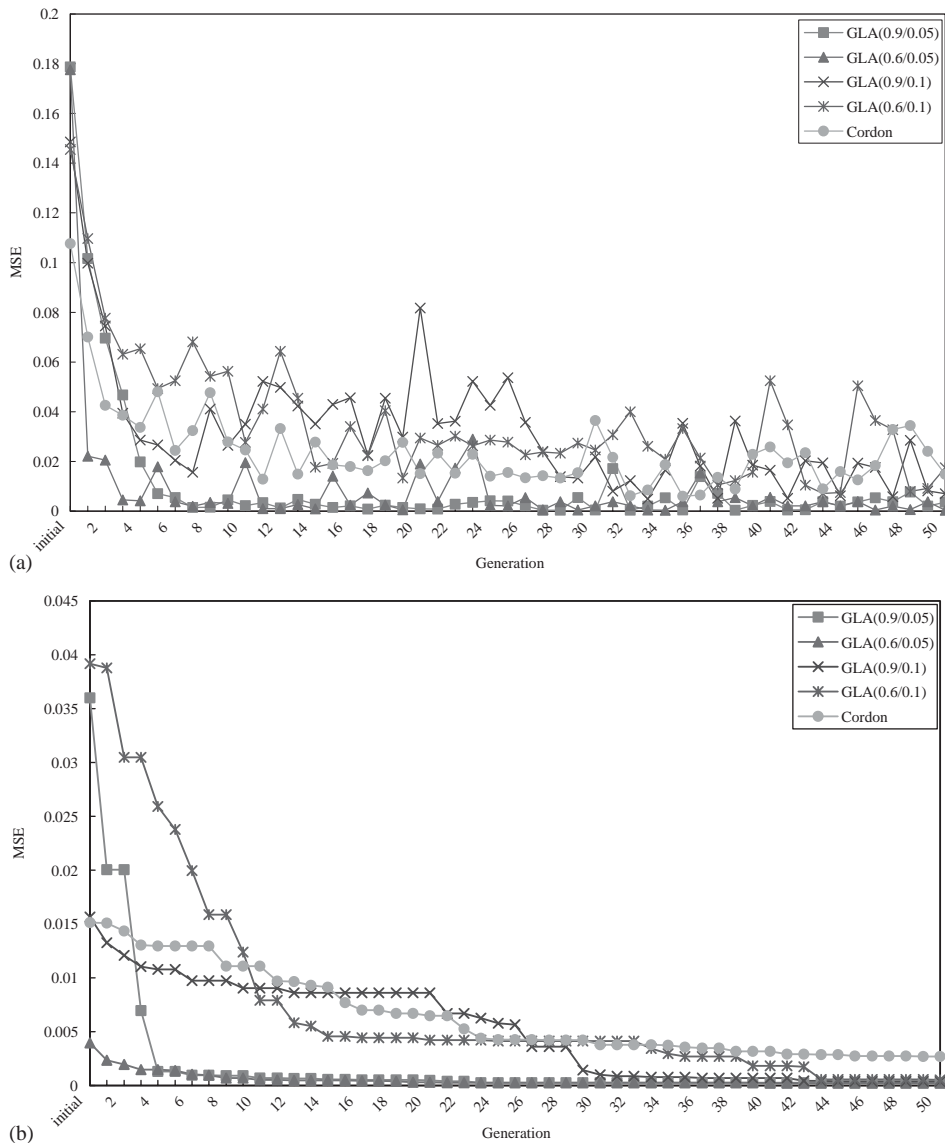 0.2
0.18
0.16
0.14
0.12
0.1
0.08
0.06
0.04
0.02
0
MSE
GLA(0.9/0.05)
GLA(0.6/0.05)
GLA(0.9/0.1)
GLA(0.6/0.1)
Cordon
initial 2 4 6 8 10 12 14 16 18 20 22 24 26 28 30 32 34 36 38 40 42 44 46 48 50
(a) Generation
0.045
0.04
0.035
0.03
0.025
0.02
0.015
0.01
0.005
0
MSE
GLA(0.9/0.05)
GLA(0.6/0.05)
GLA(0.9/0.1)
GLA(0.6/0.1)
Cordon
initial 2 4 6 8 10 12 14 16 18 20 22 24 26 28 30 32 34 36 38 40 42 44 46 48 50
(b) Generation